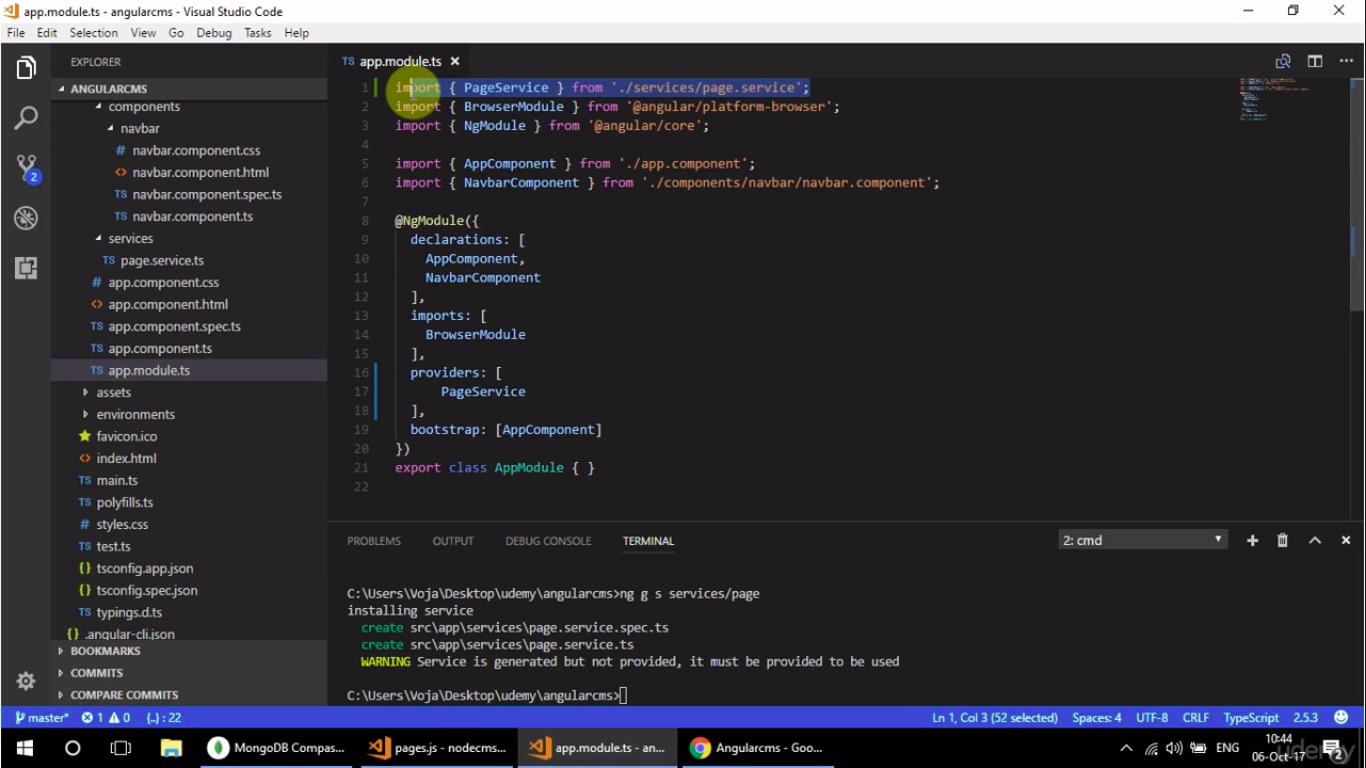 app.module.ts - angularcms - Visual Studio Code
File Edit Selection View Go Debug Tasks Help
EXPLORER
ANGULARCMS
components
navbar
# navbar.component.css
<> navbar.component.html
TS navbar.component.spec.ts
TS navbar.component.ts
services
TS page.service.ts
# app.component.css
<> app.component.html
TS app.component.spec.ts
TS app.component.ts
TS app.module.ts
assets
environments
favicon.ico
<> index.html
TS main.ts
TS polyfills.ts
# styles.css
TS test.ts
{} tsconfig.app.json
{} tsconfig.spec.json
TS typings.d.ts
{} .angular-cli.json
BOOKMARKS
COMMITS
COMPARE COMMITS
2
TS app.module.ts
1 import { PageService } from './services/page.service';
2 import { BrowserModule } from '@angular/platform-browser';
3 import { NgModule } from '@angular/core';
4
5 import { AppComponent } from './app.component';
6 import { NavbarComponent } from './components/navbar/navbar.component';
7
8 @NgModule({
9 declarations: [
10 AppComponent,
11 NavbarComponent
12 ],
13 imports: [
14 BrowserModule
15 ],
16 providers: [
17 PageService
18 ],
19 bootstrap: [AppComponent]
20 })
21 export class AppModule { }
22
PROBLEMS OUTPUT DEBUG CONSOLE TERMINAL 2: cmd
C:\Users\Voja\Desktop\udemy\angularcms>ng g s services/page
installing service
create src\app\services\page.service.spec.ts
create src\app\services\page.service.ts
WARNING Service is generated but not provided, it must be provided to be used
C:\Users\Voja\Desktop\udemy\angularcms>
master* 1 0 {..} : 22 Ln 1, Col 3 (52 selected) Spaces: 4 UTF-8 CRLF TypeScript 2.5.3
MongoDB Compas... pages.js - nodecms... app.module.ts - an... Angularcms - Goo... ENG
10:44
06-Oct-17
2
udemy